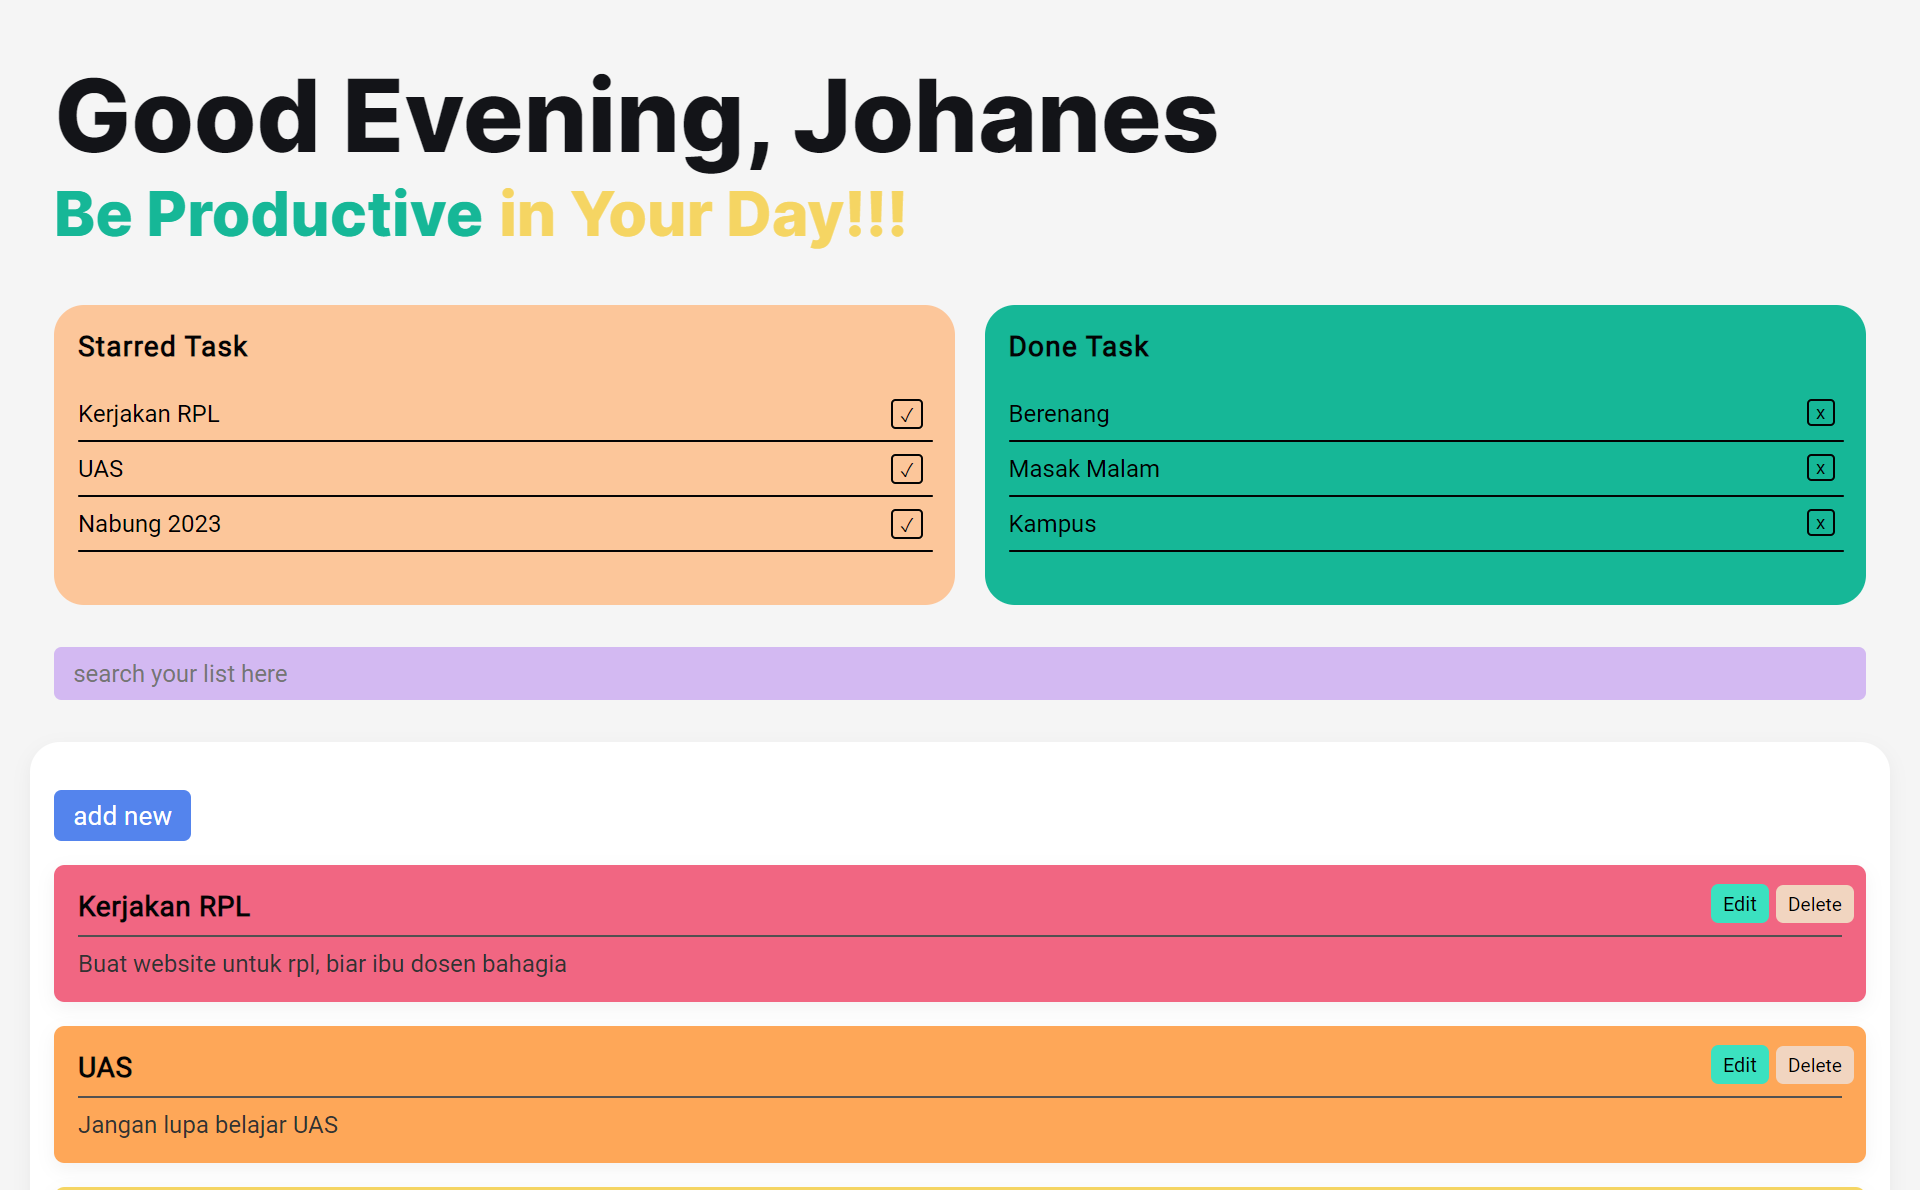 Good Evening, Johanes
Be Productive in Your Day!!!
Starred Task
Kerjakan RPL ✓
UAS ✓
Nabung 2023 ✓
Done Task
Berenang x
Masak Malam x
Kampus x
search your list here
add new
Kerjakan RPL Edit Delete
Buat website untuk rpl, biar ibu dosen bahagia
UAS Edit Delete
Jangan lupa belajar UAS